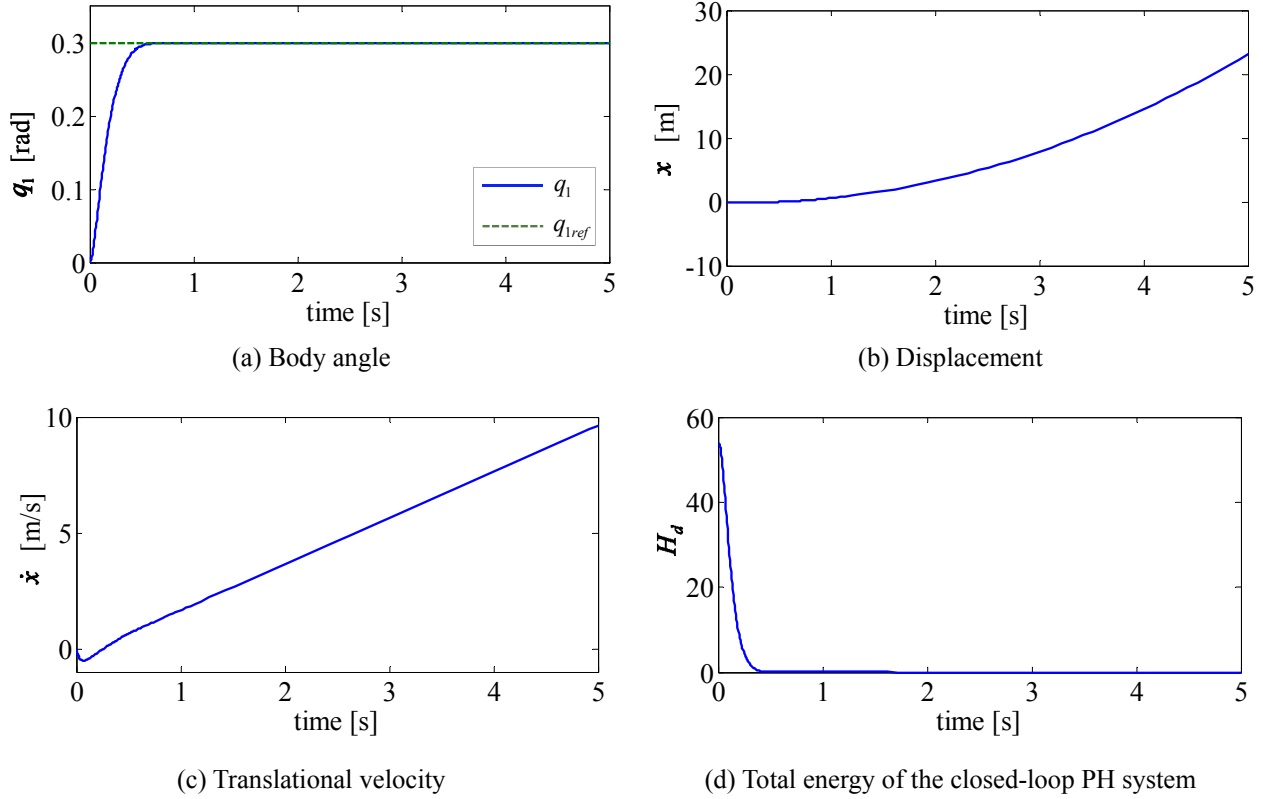 0.3
0.2
0.1
0
q1 [rad]
q1
q1ref
0 1 2 3 4 5
time [s]
(a) Body angle
30
20
10
0
-10
x [m]
0 1 2 3 4 5
time [s]
(b) Displacement
10
5
0
ẋ [m/s]
0 1 2 3 4 5
time [s]
(c) Translational velocity
60
40
20
0
Hd
0 1 2 3 4 5
time [s]
(d) Total energy of the closed-loop PH system